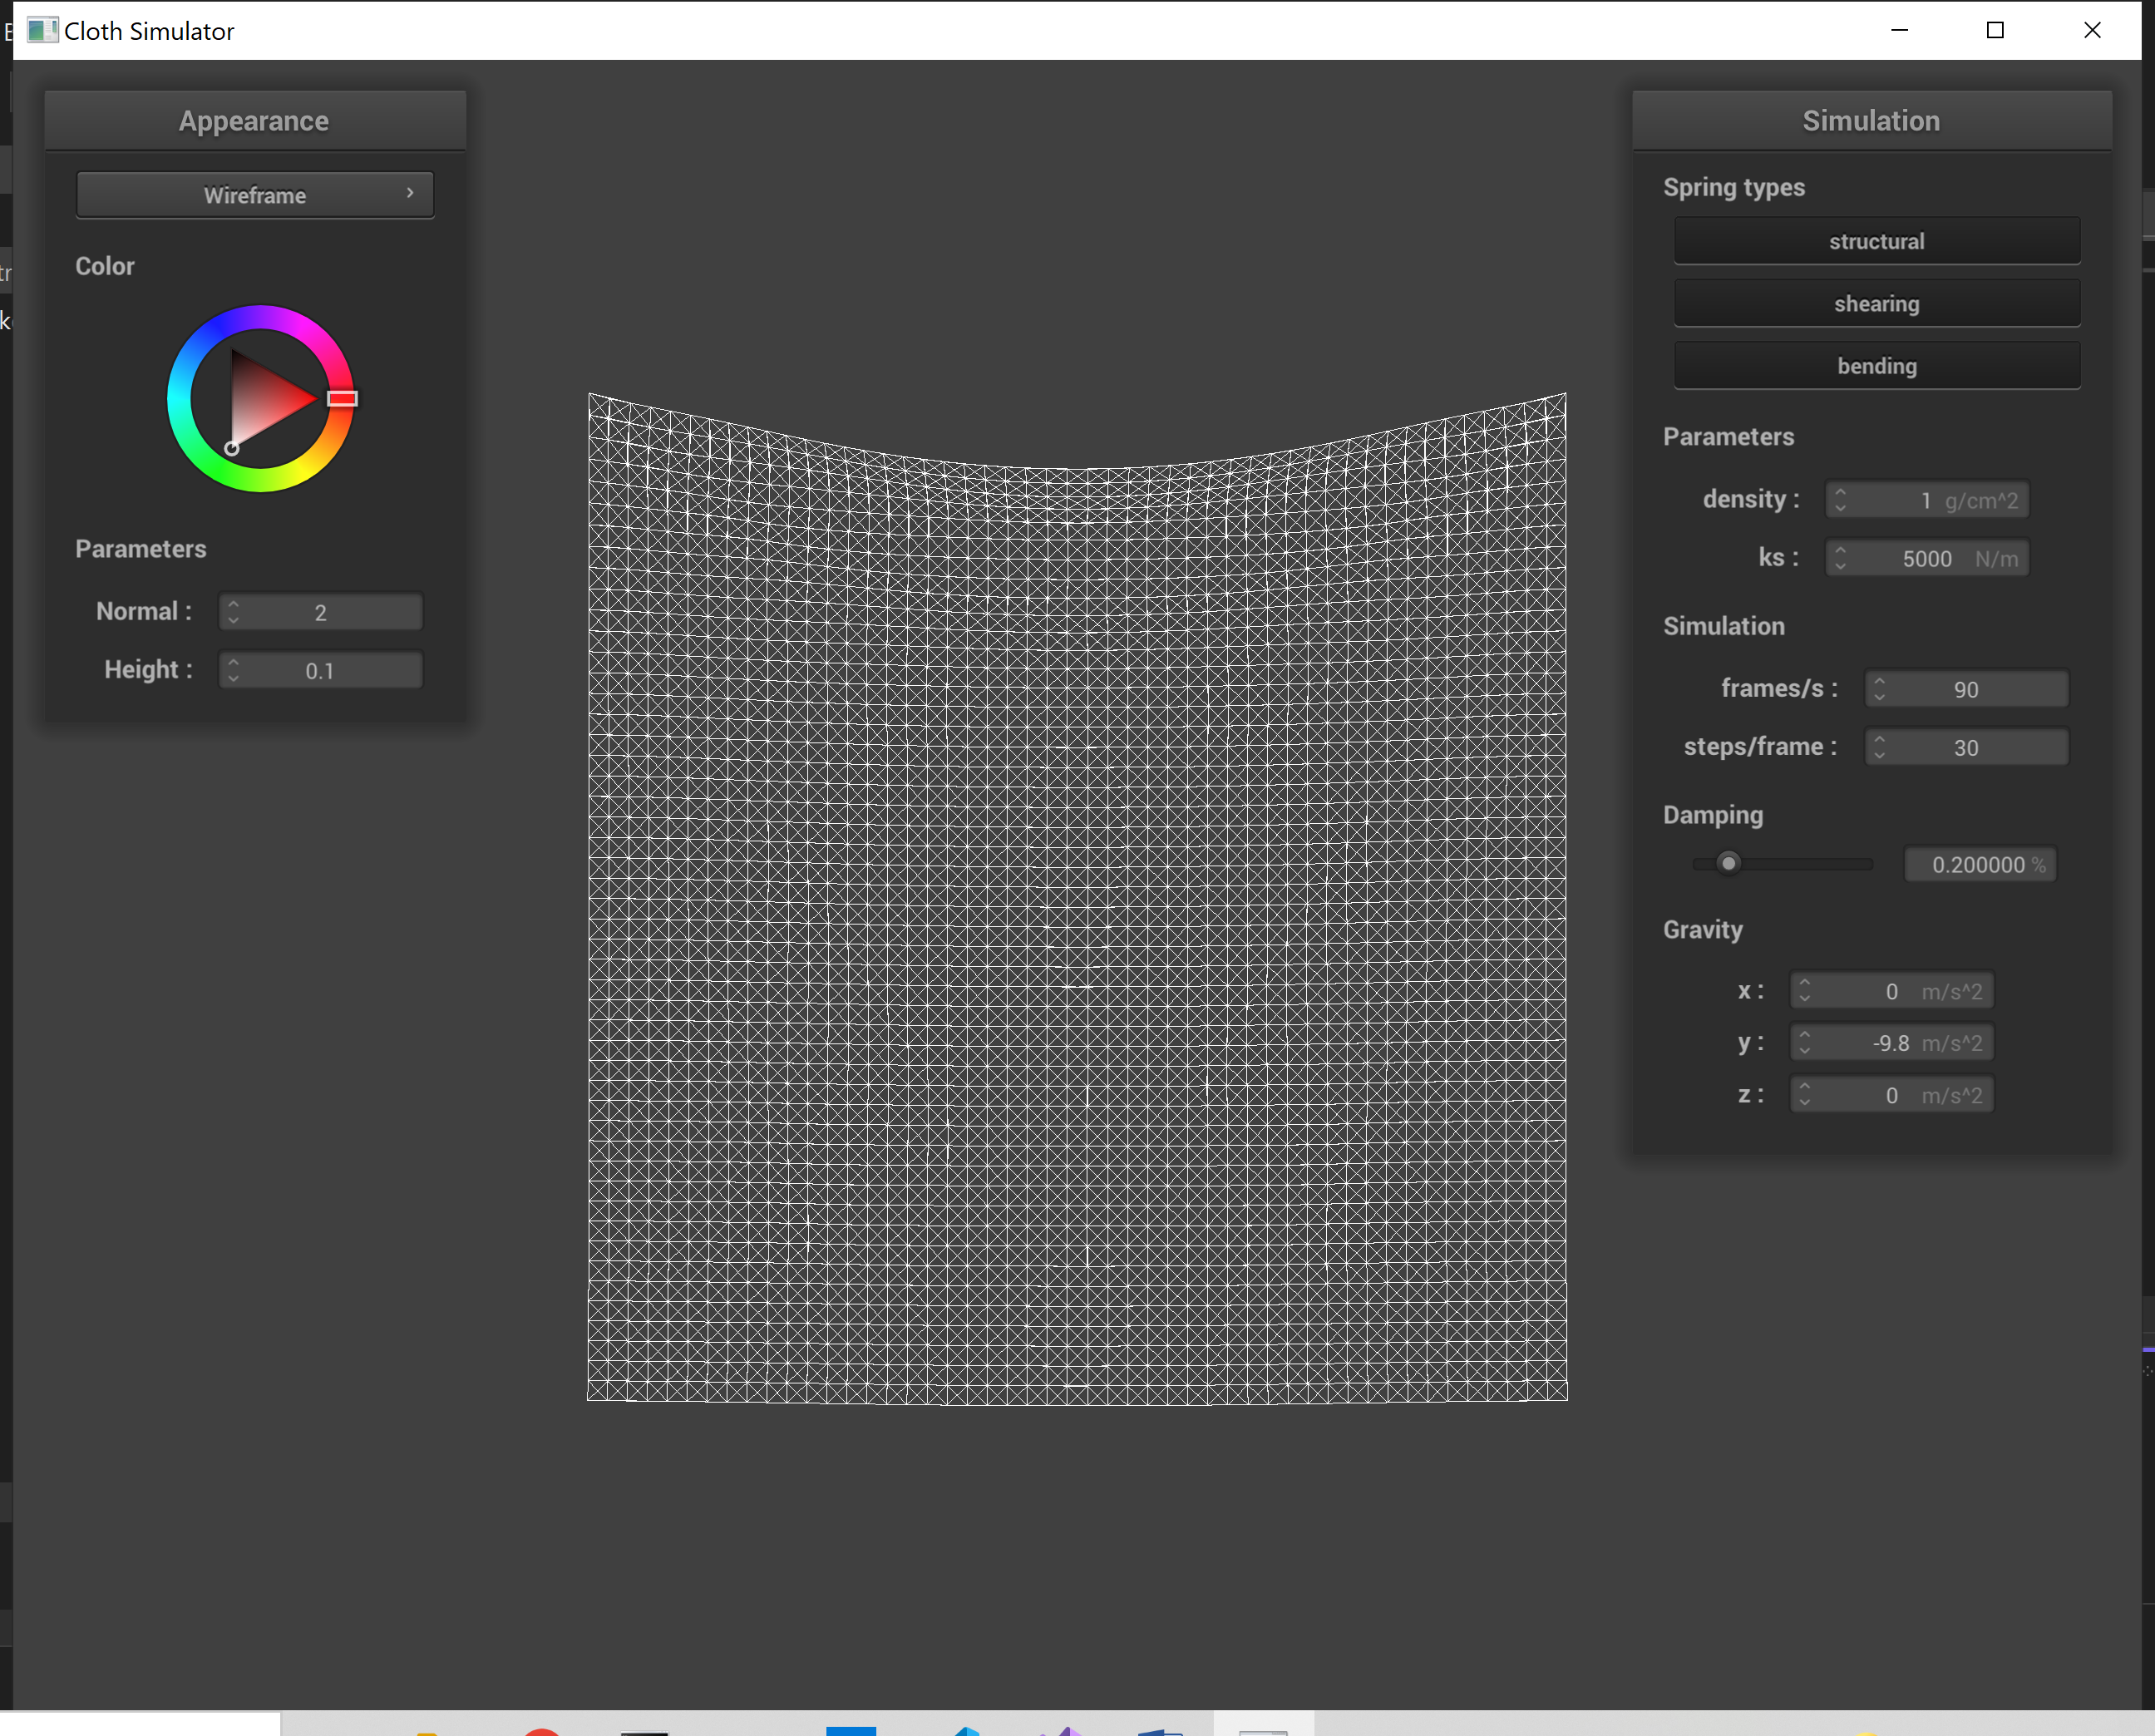 Cloth Simulator
Appearance
Wireframe
Color
Parameters
Normal : 2
Height : 0.1
Simulation
Spring types
structural
shearing
bending
Parameters
density : 1 g/cm^2
ks : 5000 N/m
Simulation
frames/s : 90
steps/frame : 30
Damping
0.200000 %
Gravity
x : 0 m/s^2
y : -9.8 m/s^2
z : 0 m/s^2